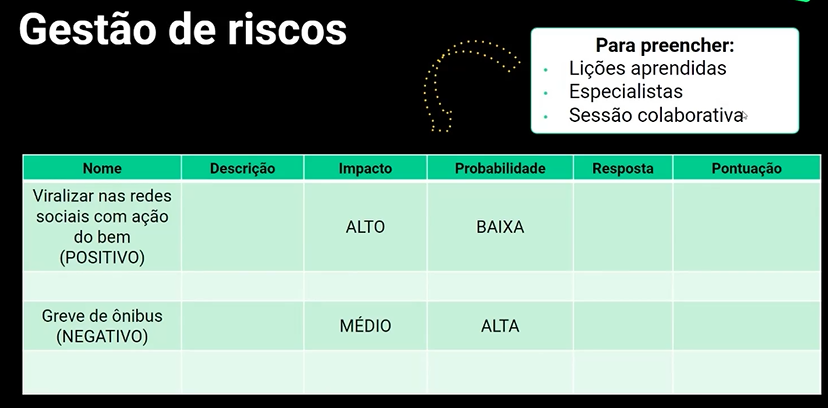 Gestão de riscos
Para preencher:
• Lições aprendidas
• Especialistas
• Sessão colaborativa
Nome Descrição Impacto Probabilidade Resposta Pontuação
Viralizar nas redes
sociais com ação
do bem
(POSITIVO)
ALTO BAIXA
Greve de ônibus
(NEGATIVO)
MÉDIO ALTA